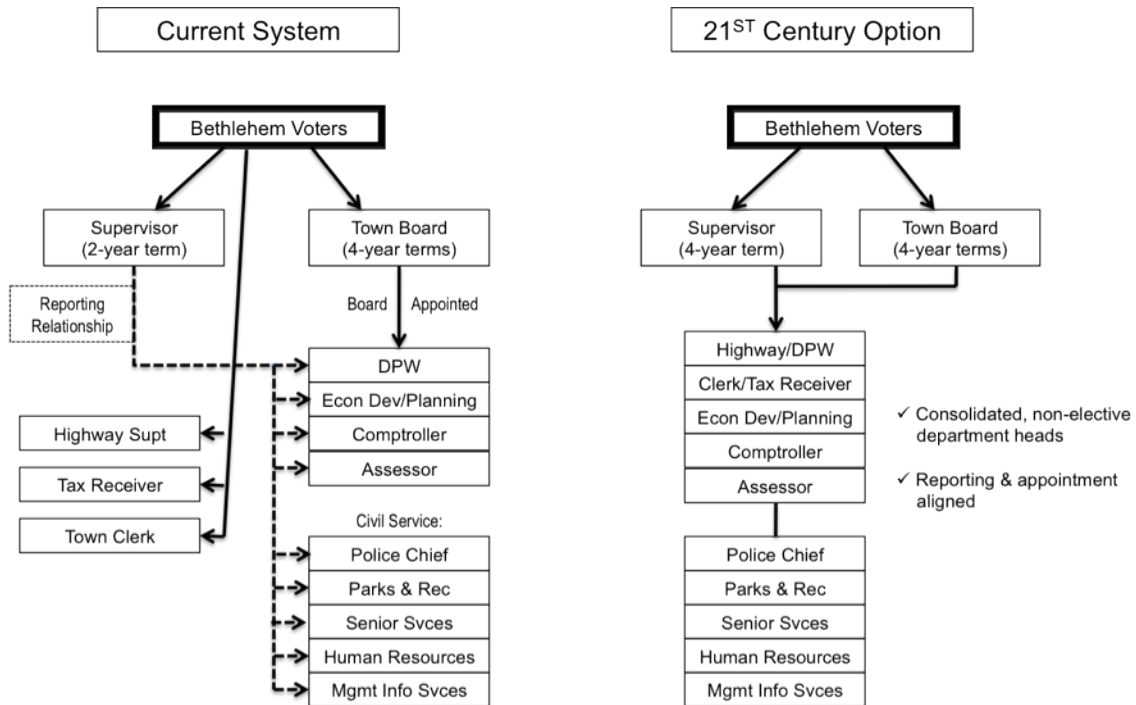 Current System
Bethlehem Voters
Supervisor
(2-year term)
Town Board
(4-year terms)
Reporting
Relationship
Board Appointed
DPW
Econ Dev/Planning
Comptroller
Assessor
Highway Supt
Tax Receiver
Town Clerk
Civil Service:
Police Chief
Parks & Rec
Senior Svces
Human Resources
Mgmt Info Svces
21ST Century Option
Bethlehem Voters
Supervisor
(4-year term)
Town Board
(4-year terms)
Highway/DPW
Clerk/Tax Receiver
Econ Dev/Planning
Comptroller
Assessor
Police Chief
Parks & Rec
Senior Svces
Human Resources
Mgmt Info Svces
✓ Consolidated, non-elective
department heads
✓ Reporting & appointment
aligned